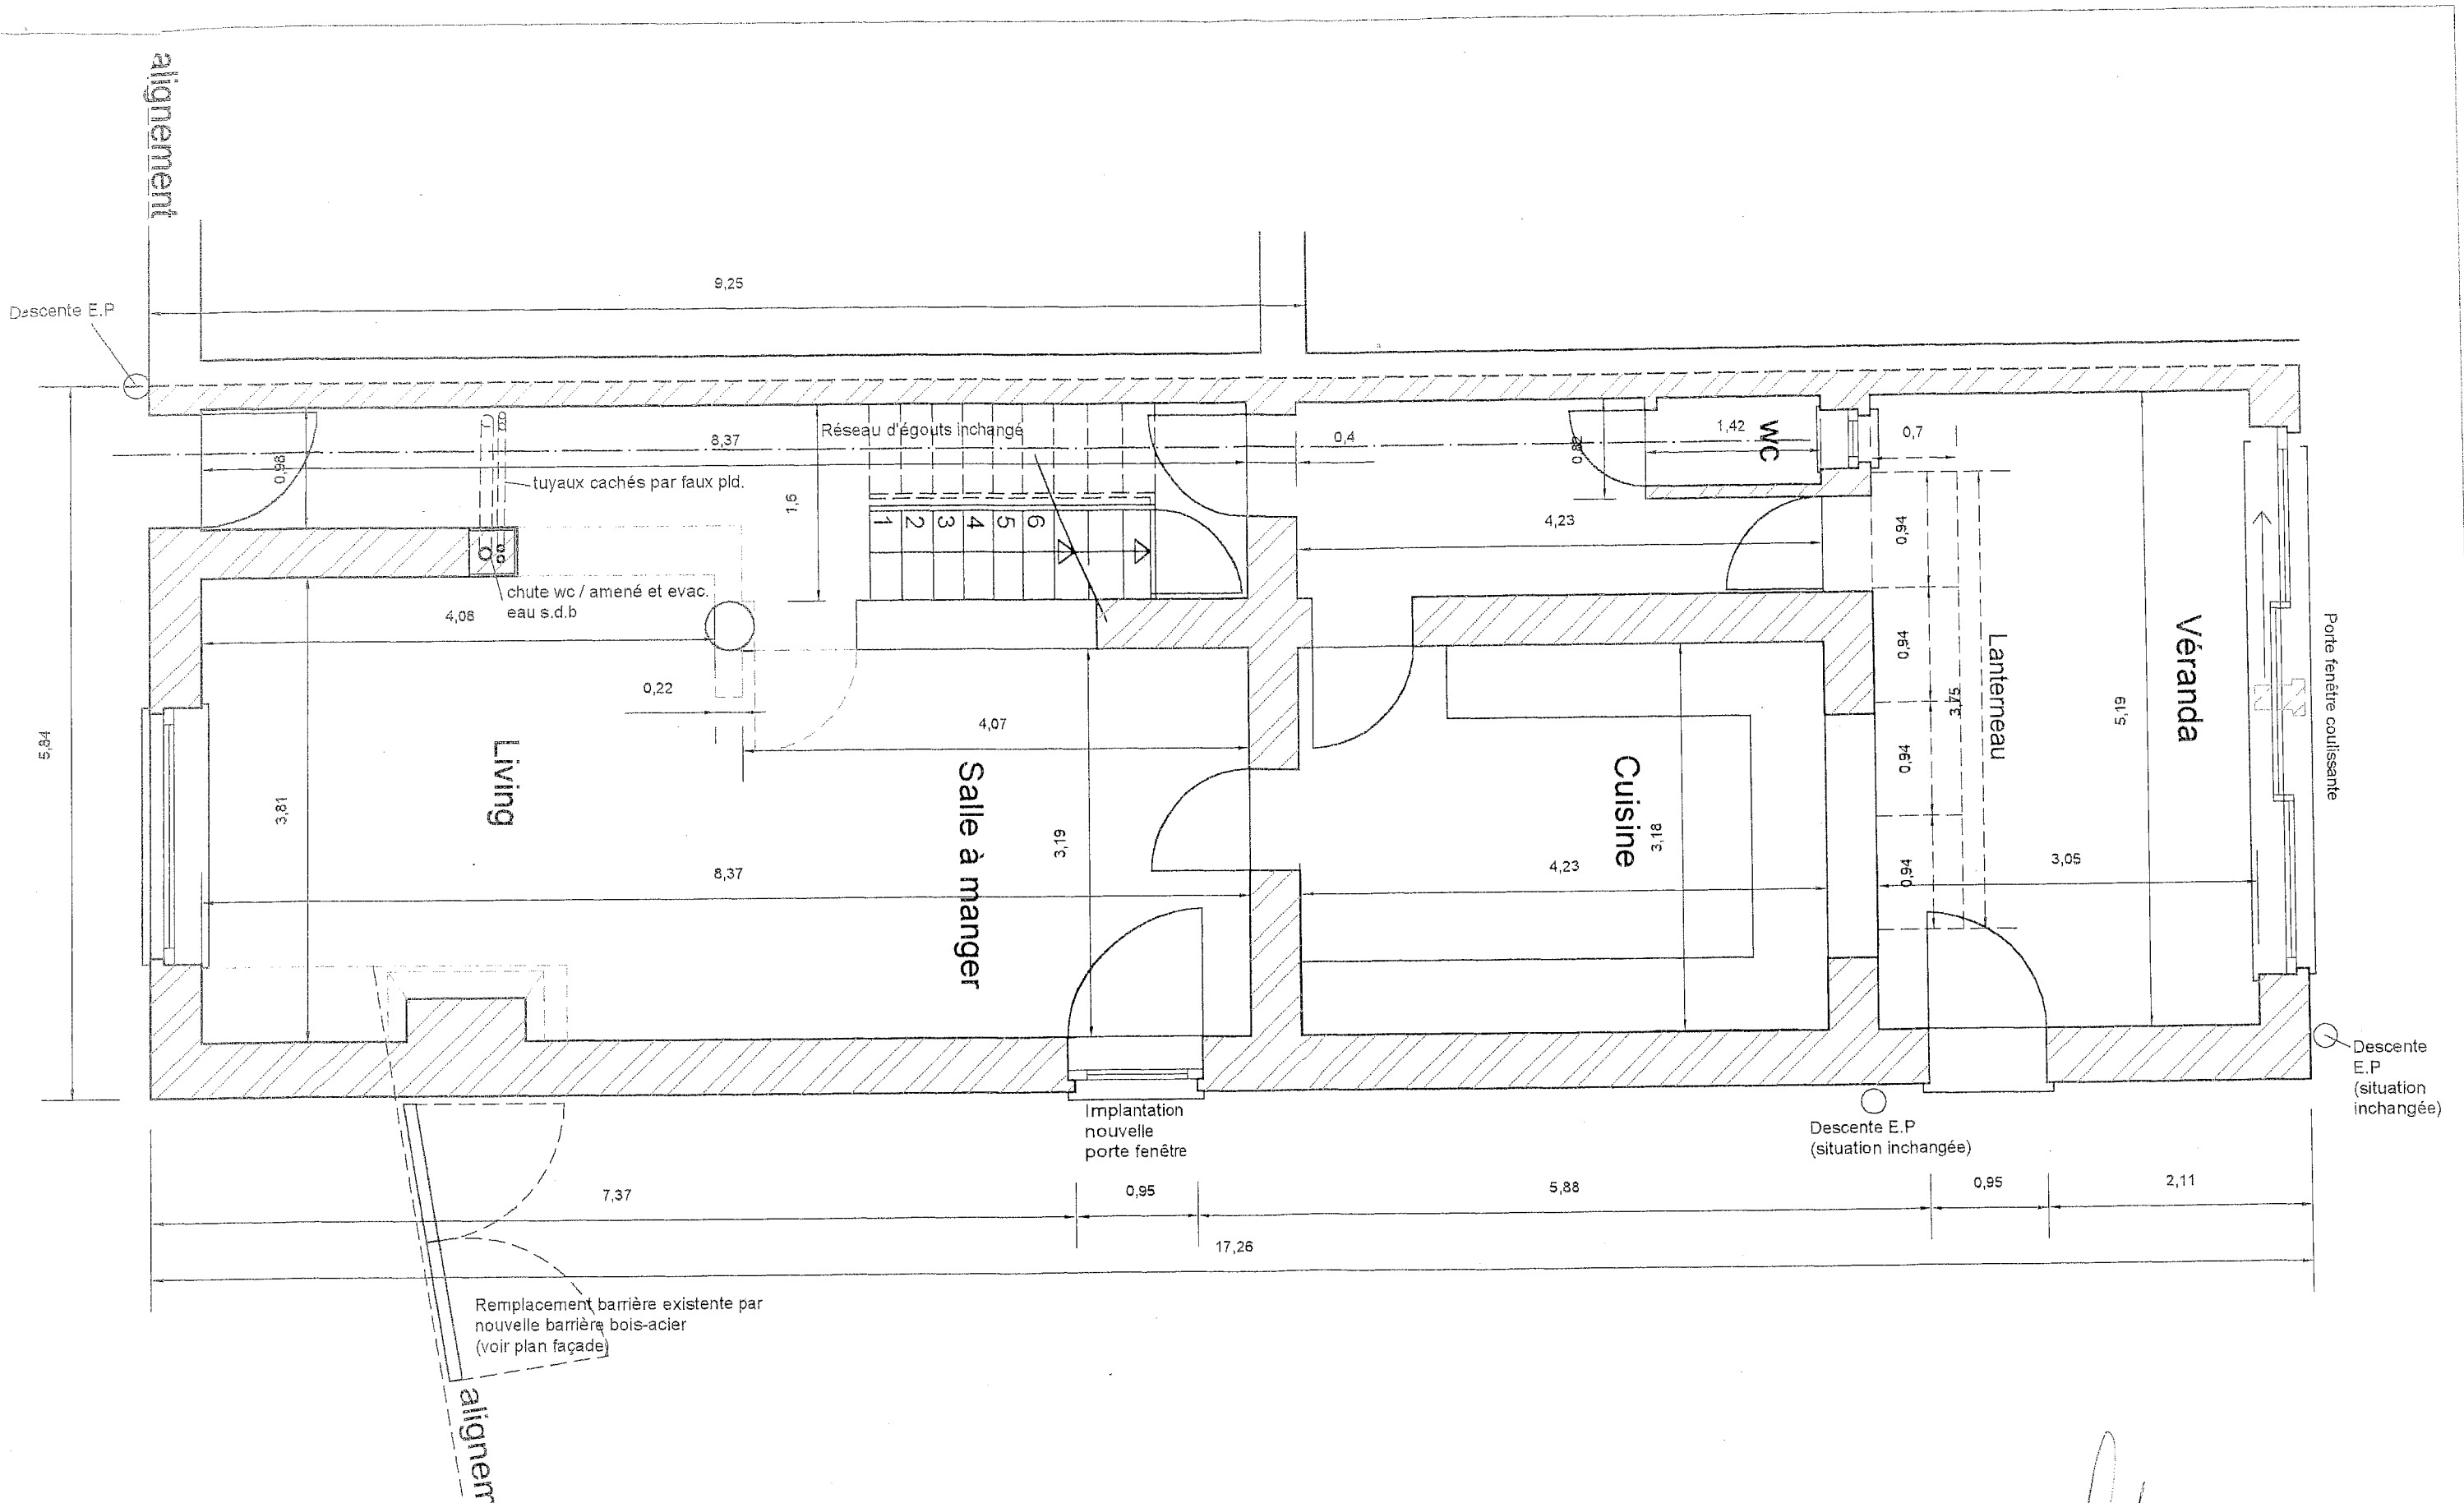 alignement
9,25
Descente E.P
Réseau d'égouts inchangé
8,37
0,4
1,42
wc
0,7
0,98
0,82
tuyaux cachés par faux pld.
1,6
1
2
3
4
5
6
4,23
0,94
chute wc / amené et evac.
eau s.d.b
4,08
0,94
Lanterneau
Véranda
Porte fenêtre coulissante
0,22
4,07
3,75
5,19
5,84
0,94
Living
Salle à manger
Cuisine
3,81
3,19
3,18
8,37
4,23
0,94
3,05
Descente
E.P
(situation
inchangée)
Implantation
nouvelle
porte fenêtre
Descente E.P
(situation inchangée)
7,37
0,95
5,88
0,95
2,11
17,26
Remplacement barrière existente par
nouvelle barrière bois-acier
(voir plan façade)
alignem